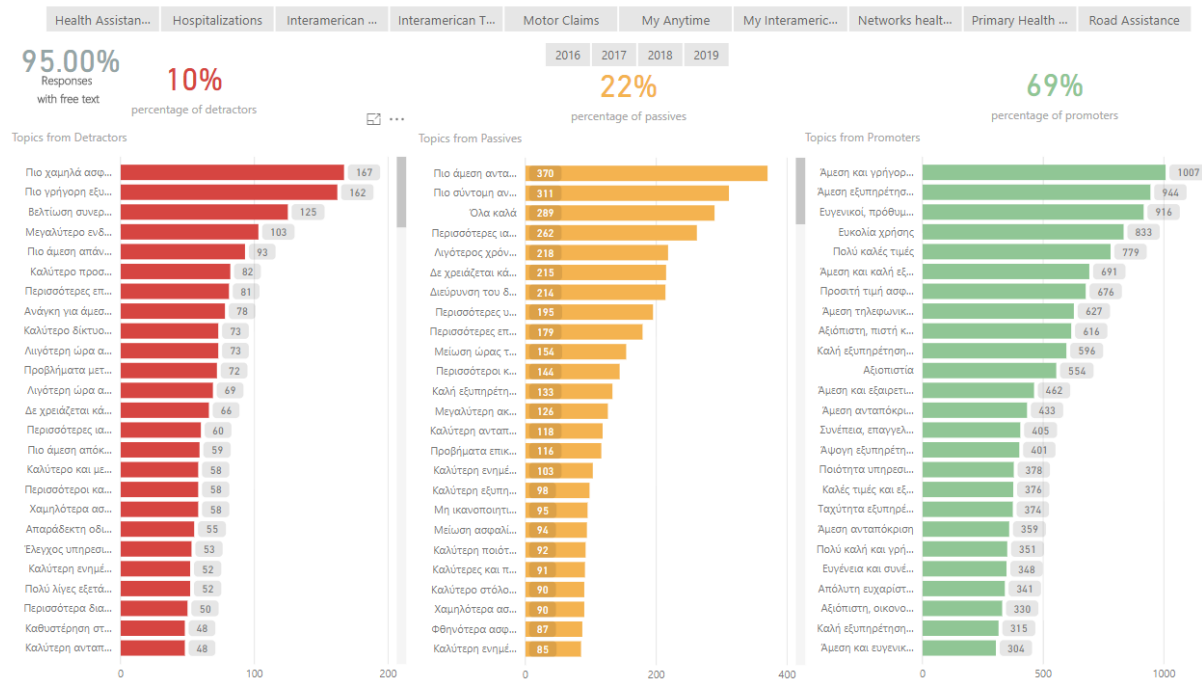 Health Assistan...
Hospitalizations
Interamerican ...
Interamerican T...
Motor Claims
My Anytime
My Interameric...
Networks healt...
Primary Health ...
Road Assistance
95.00%
Responses
with free text
10%
percentage of detractors
2016
2017
2018
2019
22%
percentage of passives
69%
percentage of promoters
Topics from Detractors
Πιο χαμηλά ασφ... 167
Πιο γρήγορη εξυ... 162
Βελτίωση συνερ... 125
Μεγαλύτερο ενδ... 103
Πιο άμεση απάν... 93
Καλύτερο προσ... 82
Περισσότερες επ... 81
Ανάγκη για άμεσ... 78
Καλύτερο δίκτυο... 73
Λιιγότερη ώρα α... 73
Προβλήματα μετ... 72
Λιγότερη ώρα α... 69
Δε χρειάζεται κά... 66
Περισσότερες ια... 60
Πιο άμεση απόκ... 59
Καλύτερο και με... 58
Περισσότεροι κα... 58
Χαμηλότερα ασ... 58
Απαράδεκτη οδι... 55
Έλεγχος υπηρεσι... 53
Καλύτερη ενημέ... 52
Πολύ λίγες εξετά... 52
Περισσότερα δια... 50
Καθυστέρηση στ... 48
Καλύτερη ανταπ... 48
0 100 200
Topics from Passives
Πιο άμεση αντα... 370
Πιο σύντομη αν... 311
Όλα καλά 289
Περισσότερες ια... 262
Λιγότερος χρόν... 218
Δε χρειάζεται κά... 215
Διεύρυνση του δ... 214
Περισσότερες υ... 195
Περισσότερες επ... 179
Μείωση ώρας τ... 154
Περισσότεροι κ... 144
Καλή εξυπηρέτη... 133
Μεγαλύτερη ακ... 126
Καλύτερη ανταπ... 118
Προβήματα επικ... 116
Καλύτερη ενημέ... 103
Καλύτερη εξυπη... 98
Μη ικανοποιητι... 95
Μείωση ασφαλί... 94
Καλύτερη ποιότ... 92
Καλύτερες και π... 91
Καλύτερο στόλο... 90
Χαμηλότερα ασ... 90
Φθηνότερα ασφ... 87
Καλύτερη ενημέ... 85
0 200 400
Topics from Promoters
Άμεση και γρήγορ... 1007
Άμεση εξυπηρέτησ... 944
Ευγενικοί, πρόθυμ... 916
Ευκολία χρήσης 833
Πολύ καλές τιμές 779
Άμεση και καλή εξ... 691
Προσιτή τιμή ασφ... 676
Άμεση τηλεφωνικ... 627
Αξιόπιστη, πιστή κ... 616
Καλή εξυπηρέτηση... 596
Αξιοπιστία 554
Άμεση και εξαιρετι... 462
Άμεση ανταπόκρι... 433
Συνέπεια, επαγγελ... 405
Άψογη εξυπηρέτη... 401
Ποιότητα υπηρεσι... 378
Καλές τιμές και εξ... 376
Ταχύτητα εξυπηρέ... 374
Άμεση ανταπόκριση 359
Πολύ καλή και γρή... 351
Ευγένεια και συνέ... 348
Απόλυτη ευχαρίστ... 341
Αξιόπιστη, οικονο... 330
Καλή εξυπηρέτηση... 315
Άμεση και ευγενικ... 304
0 500 1000